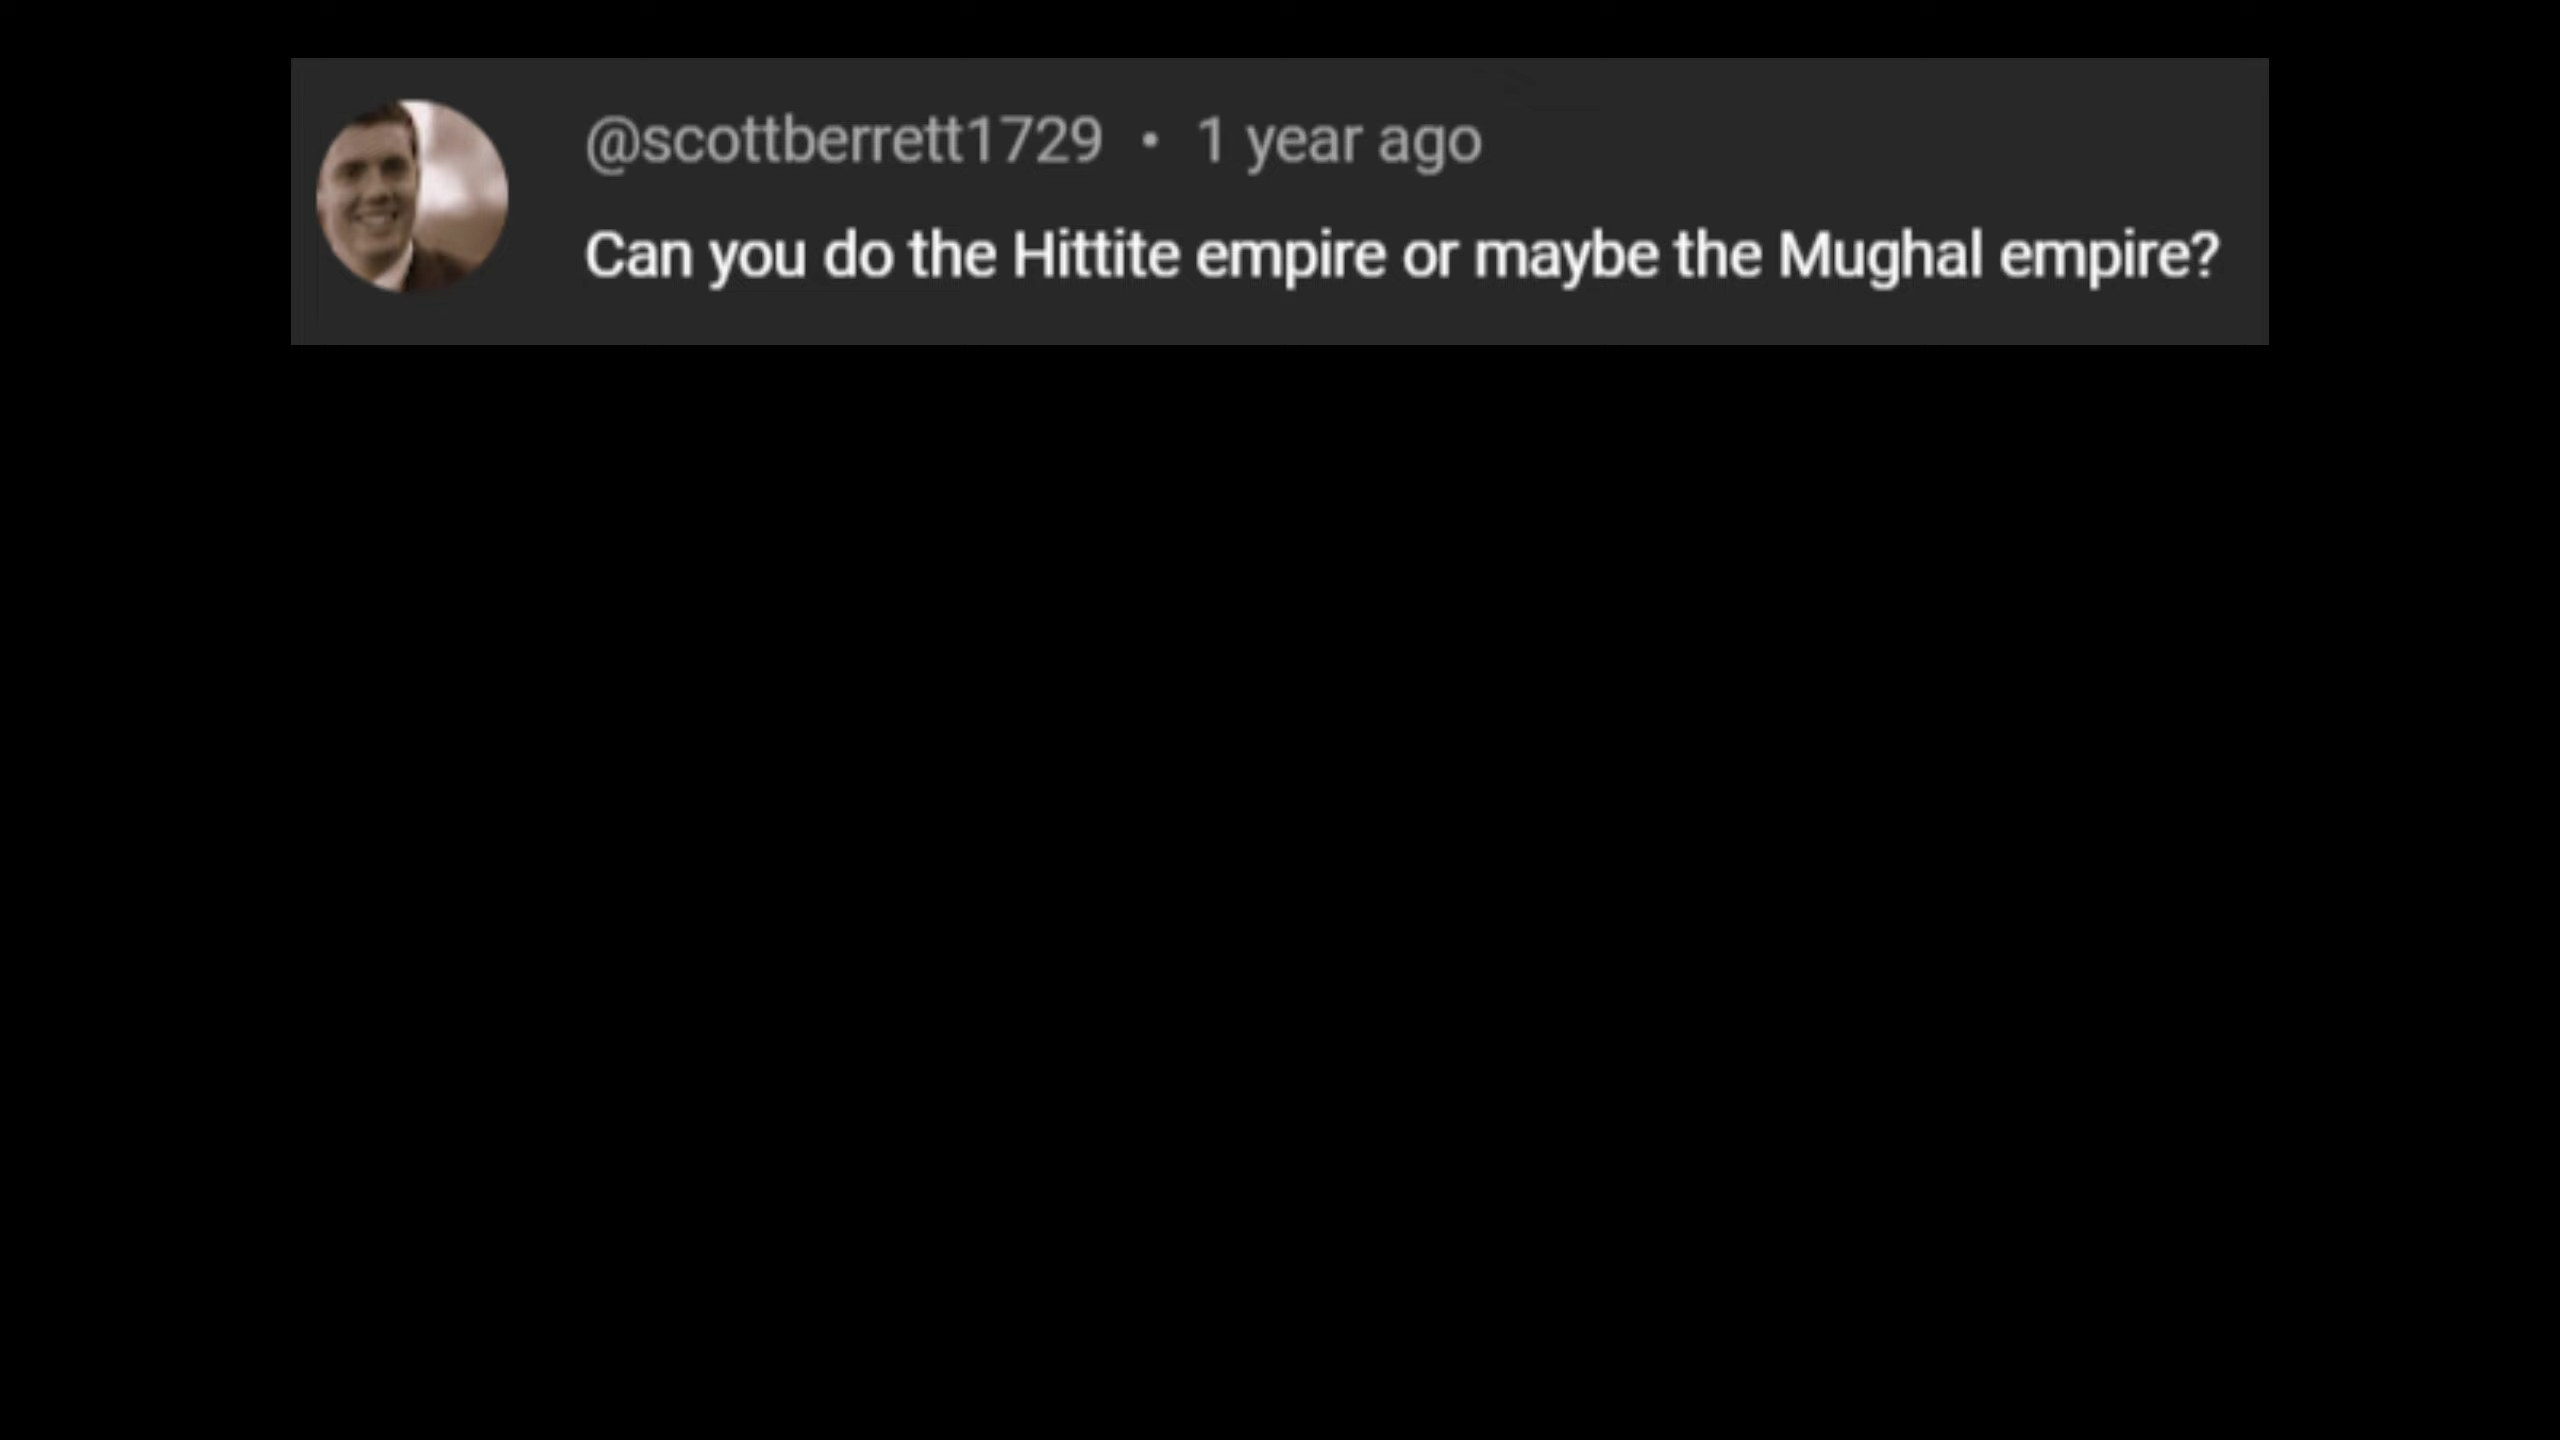 @scottberrett1729 • 1 year ago
Can you do the Hittite empire or maybe the Mughal empire?